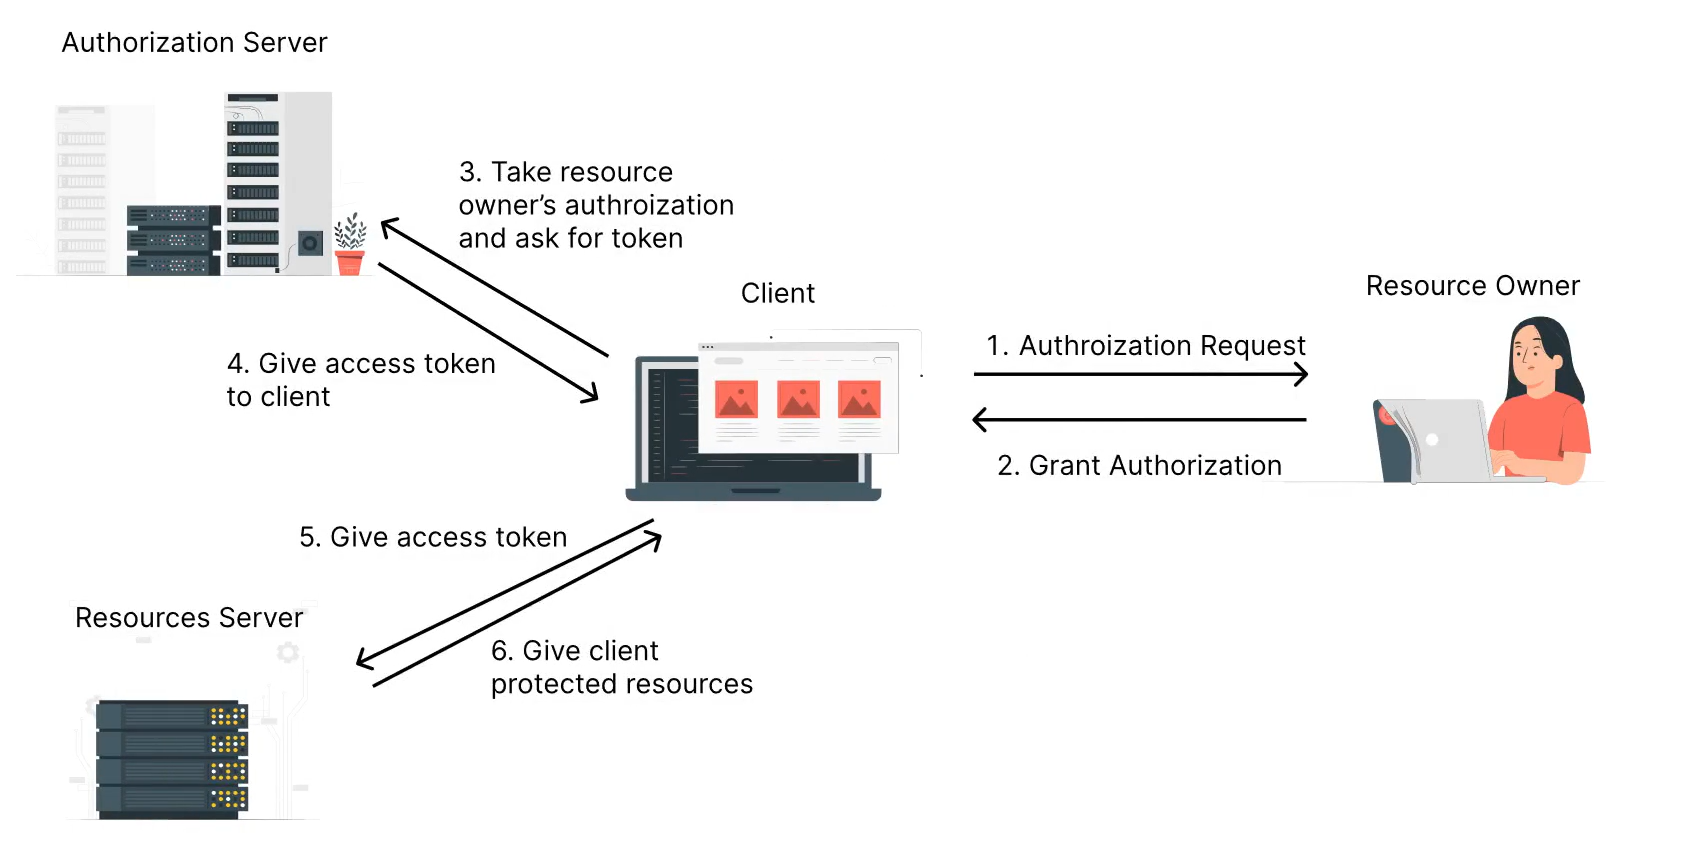 Authorization Server
3. Take resource
owner’s authroization
and ask for token
Client
Resource Owner
1. Authroization Request
4. Give access token
to client
2. Grant Authorization
5. Give access token
Resources Server
6. Give client
protected resources